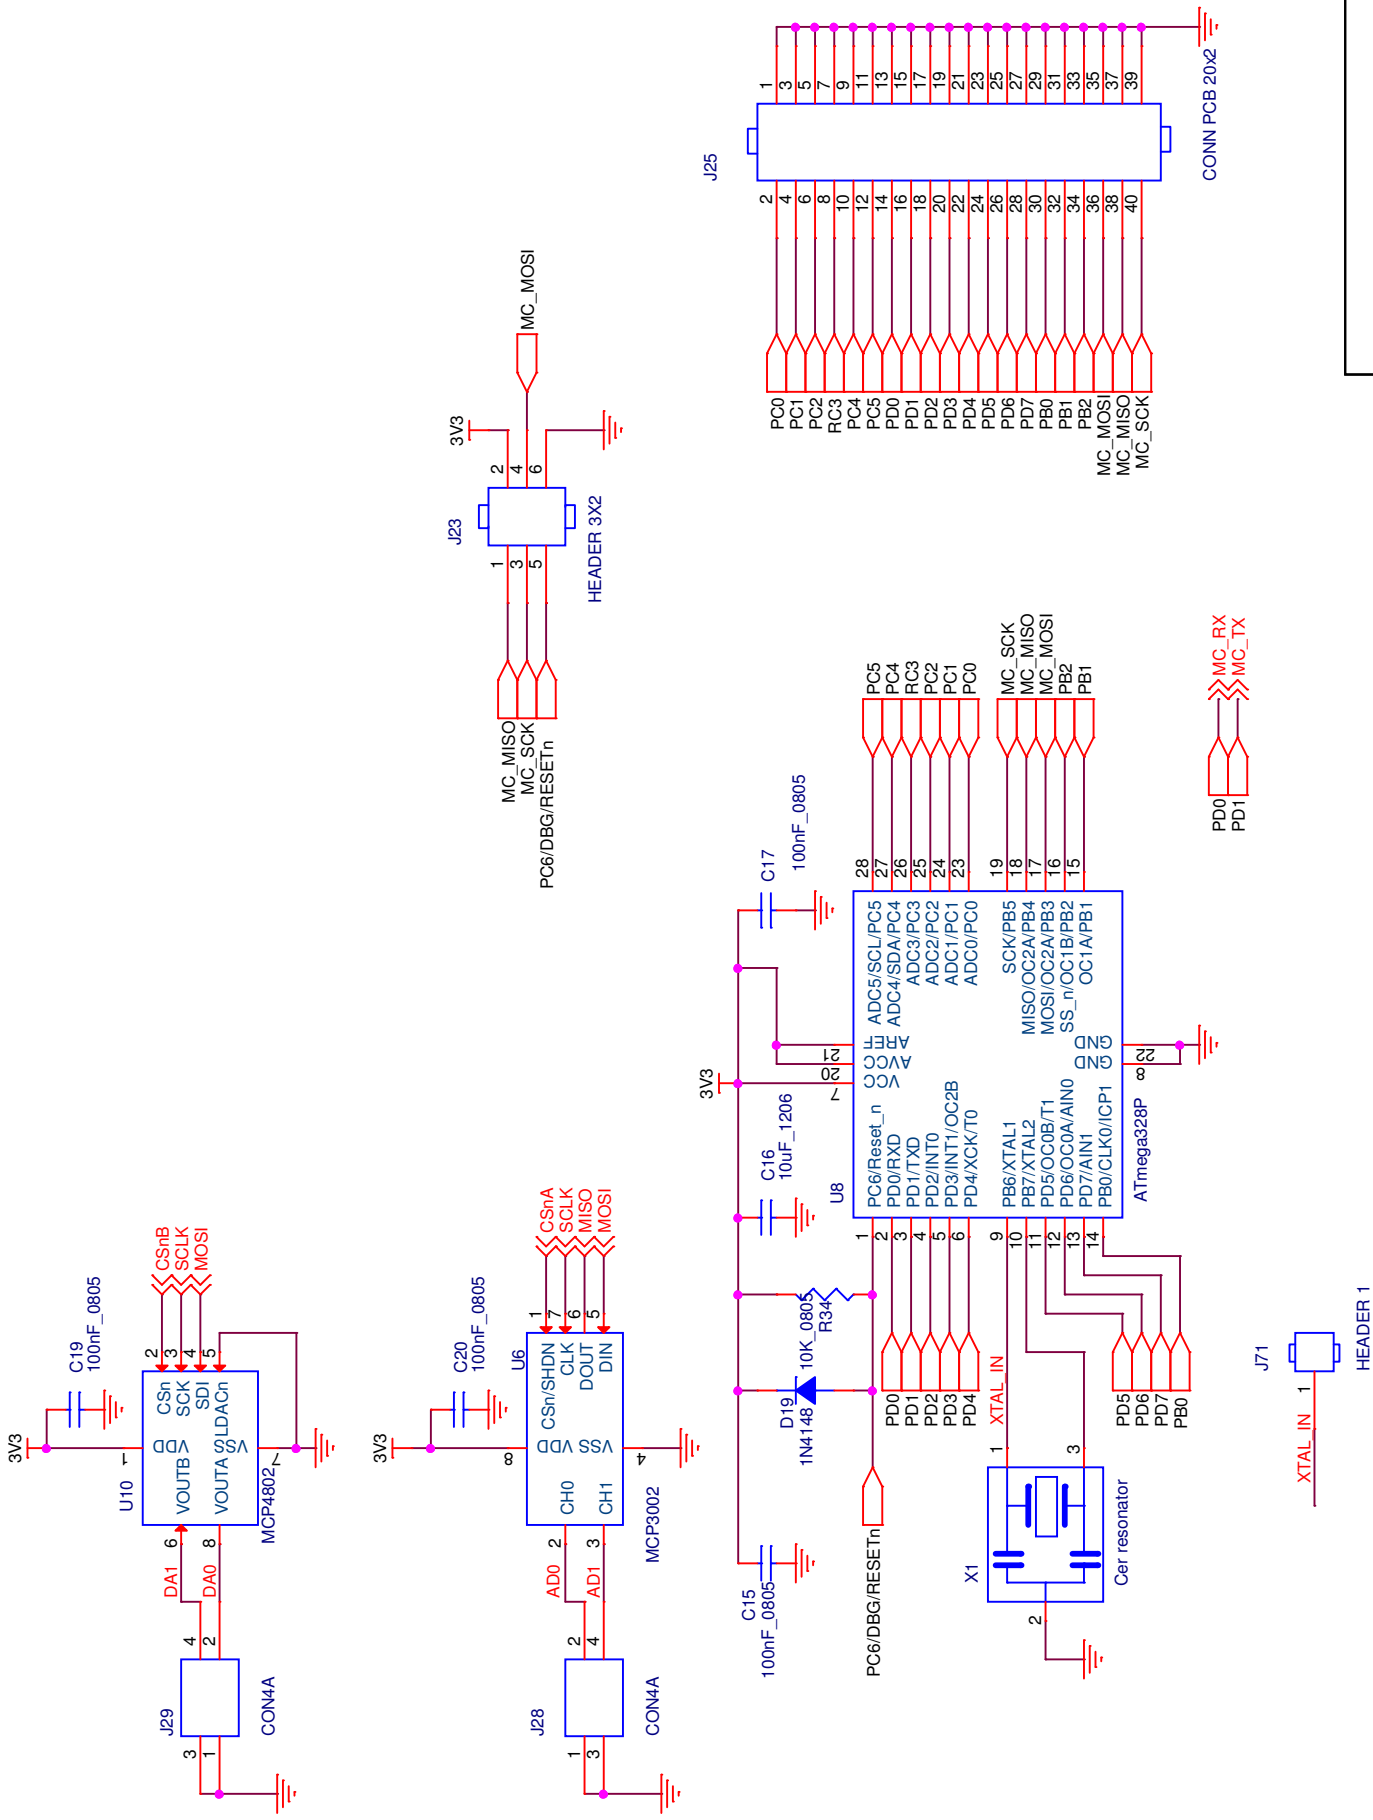 3V3
C19
100nF_0805
CSnB
SCLK
MOSI
2
3
4
5
CSn
SCK
SDI
LDACn
VDD
VSS
1
7
VOUTB
VOUTA
U10
MCP4802
6
8
DA1
DA0
4
2
J29
CON4A
3
1
3V3
C20
100nF_0805
CSnA
SCLK
MISO
MOSI
1
7
6
5
U6
CSn/SHDN
CLK
DOUT
DIN
VDD
VSS
8
4
CH0
CH1
MCP3002
2
3
AD0
AD1
2
4
J28
CON4A
1
3
3V3
2
4
6
MC_MOSI
J23
HEADER 3X2
1
3
5
MC_MISO
MC_SCK
PC6/DBG/RESETn
J25
CONN PCB 20x2
1
3
5
7
9
11
13
15
17
19
21
23
25
27
29
31
33
35
37
39
2
4
6
8
10
12
14
16
18
20
22
24
26
28
30
32
34
36
38
40
PC0
PC1
PC2
RC3
PC4
PC5
PD0
PD1
PD2
PD3
PD4
PD5
PD6
PD7
PB0
PB1
PB2
MC_MOSI
MC_MISO
MC_SCK
3V3
C17
100nF_0805
C16
10uF_1206
C15
100nF_0805
D19
1N4148
10K_0805
R34
PC6/DBG/RESETn
U8
ATmega328P
PC6/Reset_n
PD0/RXD
PD1/TXD
PD2/INT0
PD3/INT1/OC2B
PD4/XCK/T0
PB6/XTAL1
PB7/XTAL2
PD5/OC0B/T1
PD6/OC0A/AIN0
PD7/AIN1
PB0/CLK0/ICP1
1
2
3
4
5
6
9
10
11
12
13
14
VCC
AVCC
AREF
7
20
21
GND
GND
8
22
ADC5/SCL/PC5
ADC4/SDA/PC4
ADC3/PC3
ADC2/PC2
ADC1/PC1
ADC0/PC0
SCK/PB5
MISO/OC2A/PB4
MOSI/OC2A/PB3
SS_n/OC1B/PB2
OC1A/PB1
28
27
26
25
24
23
19
18
17
16
15
PC5
PC4
RC3
PC2
PC1
PC0
MC_SCK
MC_MISO
MC_MOSI
PB2
PB1
PD0
PD1
PD2
PD3
PD4
XTAL_IN
PD5
PD6
PD7
PB0
X1
Cer resonator
1
3
2
PD0
PD1
MC_RX
MC_TX
J71
HEADER 1
XTAL_IN
1